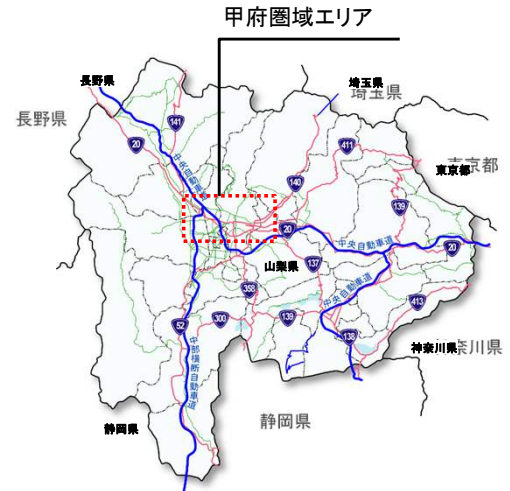 甲府圏域エリア
長野県
埼玉県
埼玉県
長野県
141
20
411
東京都
東京都
中央自動車道
140
139
20
中央自動車道
20
山梨県
137
中央自動車道
358
413
52
300
139
138
神奈川県
神奈川県
中部横断自動車道
静岡県
静岡県